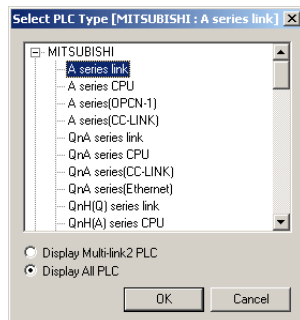 Select PLC Type [MITSUBISHI : A series link]
MITSUBISHI
A series link
A series CPU
A series(OPCN-1)
A series(CC-LINK)
QnA series link
QnA series CPU
QnA series(CC-LINK)
QnA series(Ethernet)
QnH(Q) series link
QnH(A) series CPU
Display Multi-link2 PLC
Display All PLC
OK Cancel